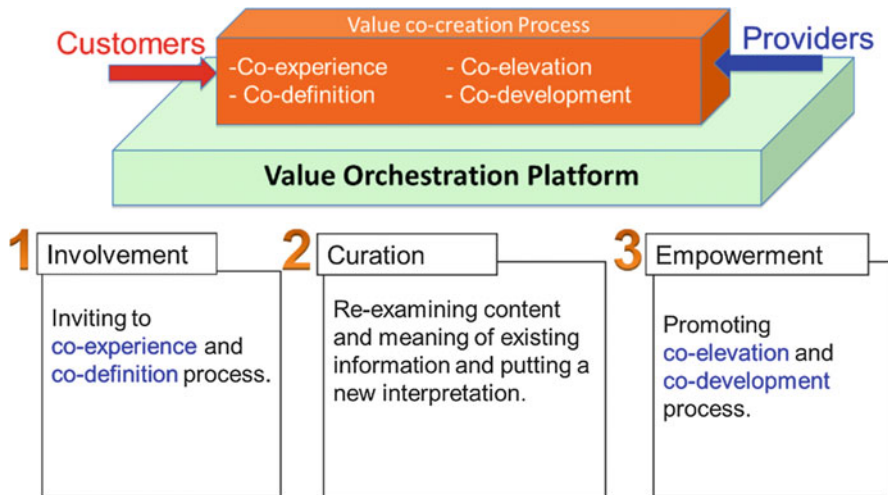 Value co-creation Process
Customers
Providers
-Co-experience - Co-elevation
- Co-definition - Co-development
Value Orchestration Platform
1 Involvement
Inviting to
co-experience and
co-definition process.
2 Curation
Re-examining content
and meaning of existing
information and putting a
new interpretation.
3 Empowerment
Promoting
co-elevation and
co-development
process.